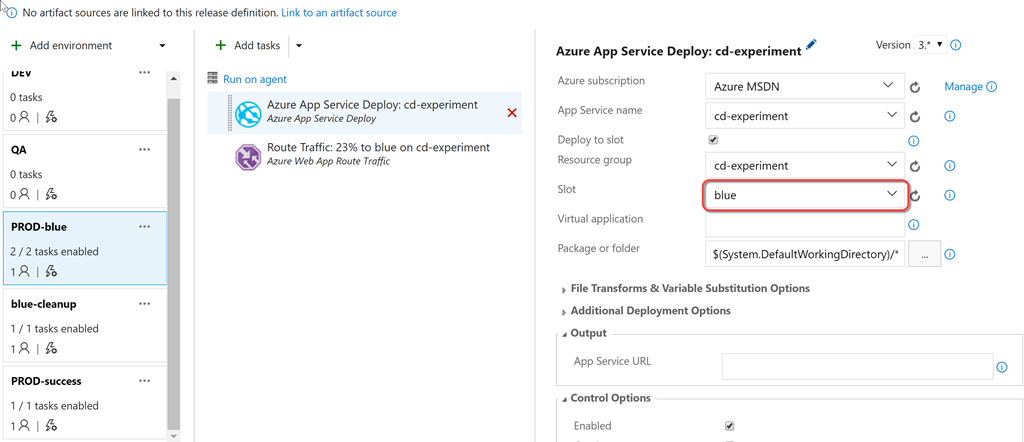 No artifact sources are linked to this release definition. Link to an artifact source
+ Add environment
DEV
0 tasks
0
QA
0 tasks
0
PROD-blue
2 / 2 tasks enabled
1
blue-cleanup
1 / 1 tasks enabled
1
PROD-success
1 / 1 tasks enabled
1
+ Add tasks
Run on agent
Azure App Service Deploy: cd-experiment
Azure App Service Deploy
Route Traffic: 23% to blue on cd-experiment
Azure Web App Route Traffic
Azure App Service Deploy: cd-experiment
Version 3.*
Azure subscription
Azure MSDN
Manage
App Service name
cd-experiment
Deploy to slot
Resource group
cd-experiment
Slot
blue
Virtual application
Package or folder
$(System.DefaultWorkingDirectory)/*
...
File Transforms & Variable Substitution Options
Additional Deployment Options
Output
App Service URL
Control Options
Enabled